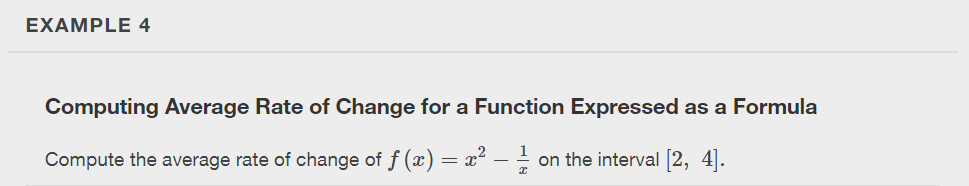 EXAMPLE 4
Computing Average Rate of Change for a Function Expressed as a Formula
Compute the average rate of change of f (x) = x² − 1/x on the interval [2, 4].